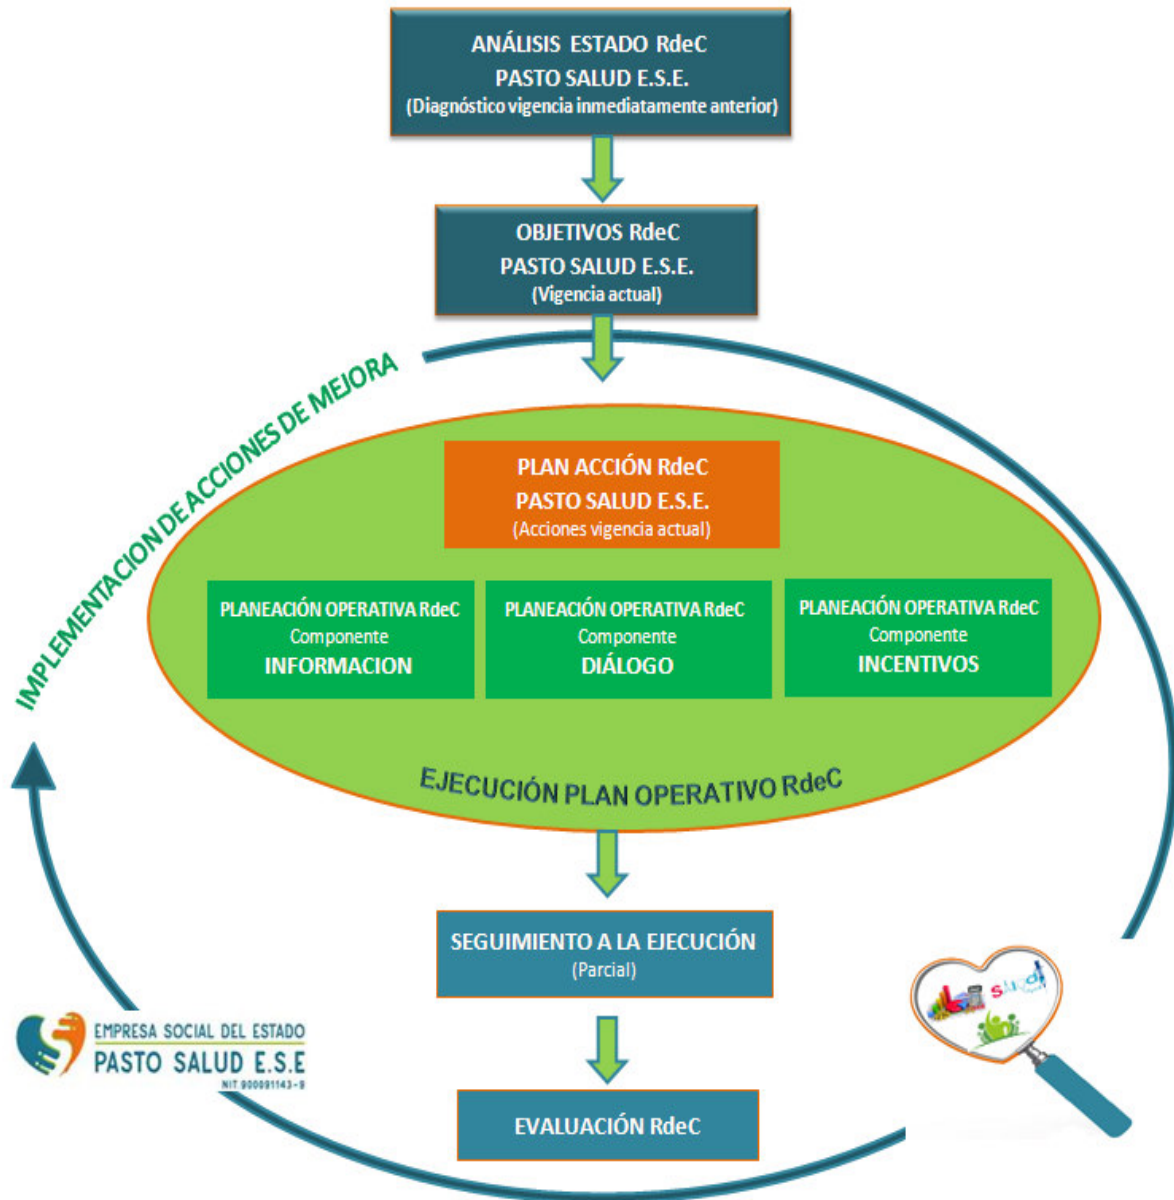 ANÁLISIS ESTADO RdeC
PASTO SALUD E.S.E.
(Diagnóstico vigencia inmediatamente anterior)
OBJETIVOS RdeC
PASTO SALUD E.S.E.
(Vigencia actual)
IMPLEMENTACION DE ACCIONES DE MEJORA
PLAN ACCIÓN RdeC
PASTO SALUD E.S.E.
(Acciones vigencia actual)
PLANEACIÓN OPERATIVA RdeC
Componente
INFORMACION
PLANEACIÓN OPERATIVA RdeC
Componente
DIÁLOGO
PLANEACIÓN OPERATIVA RdeC
Componente
INCENTIVOS
EJECUCIÓN PLAN OPERATIVO RdeC
SEGUIMIENTO A LA EJECUCIÓN
(Parcial)
EMPRESA SOCIAL DEL ESTADO
PASTO SALUD E.S.E
NIT 900091143-9
EVALUACIÓN RdeC